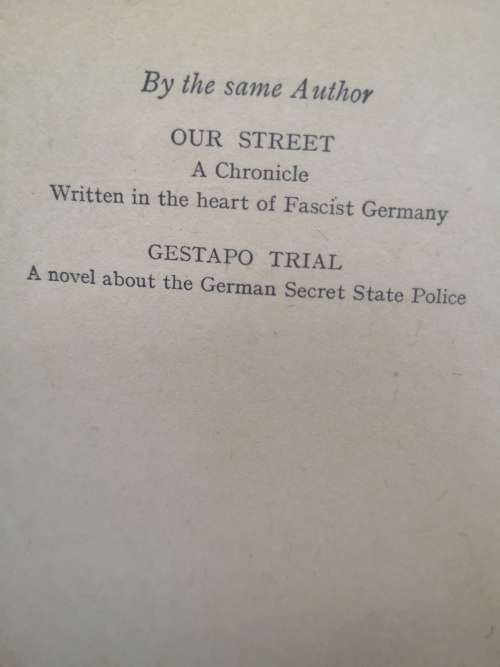 By the same Author
OUR STREET
A Chronicle
Written in the heart of Fascist Germany
GESTAPO TRIAL
A novel about the German Secret State Police